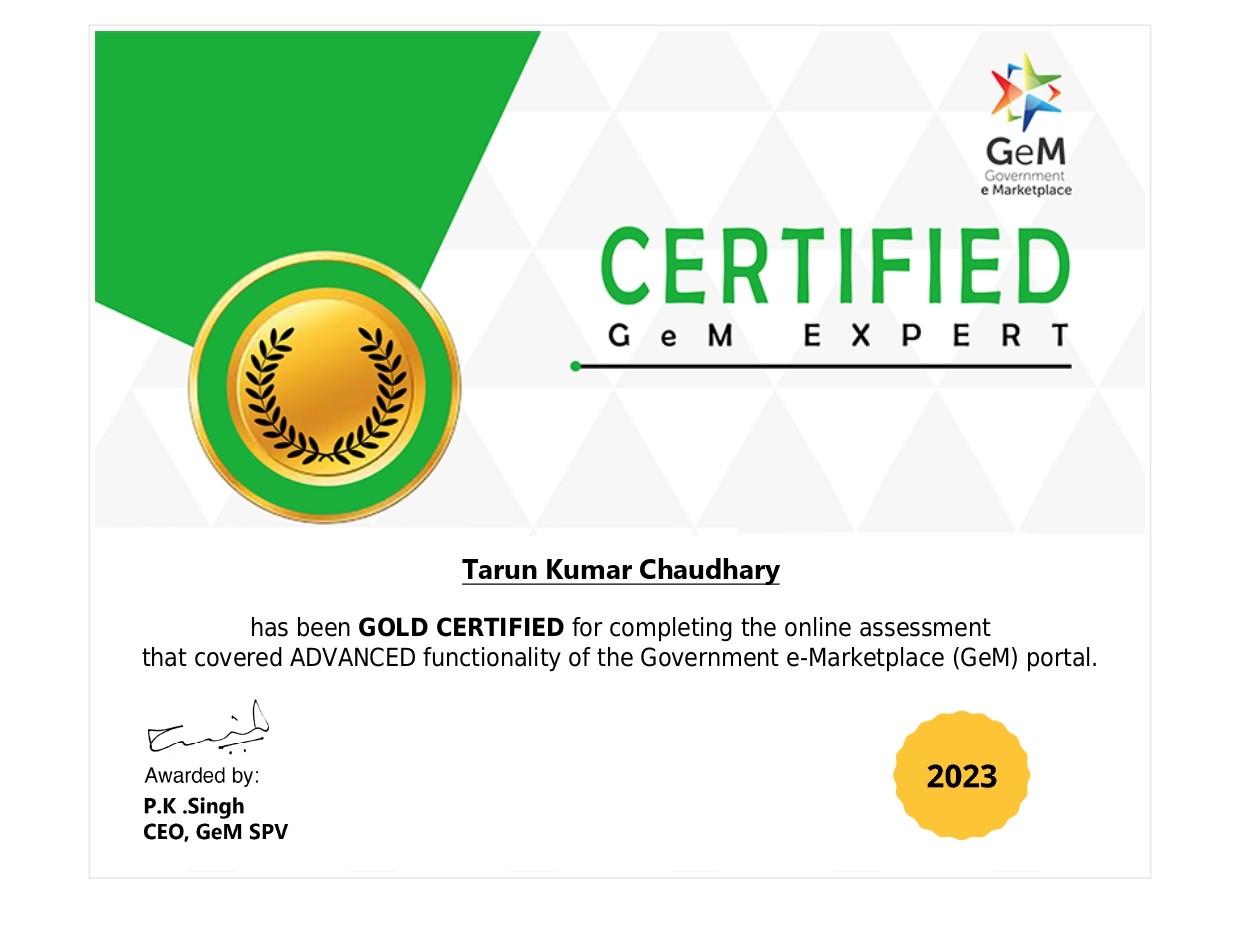 GeM
Government
e Marketplace
CERTIFIED
GeM EXPERT
Tarun Kumar Chaudhary
has been GOLD CERTIFIED for completing the online assessment
that covered ADVANCED functionality of the Government e-Marketplace (GeM) portal.
Awarded by:
P.K .Singh
CEO, GeM SPV
2023